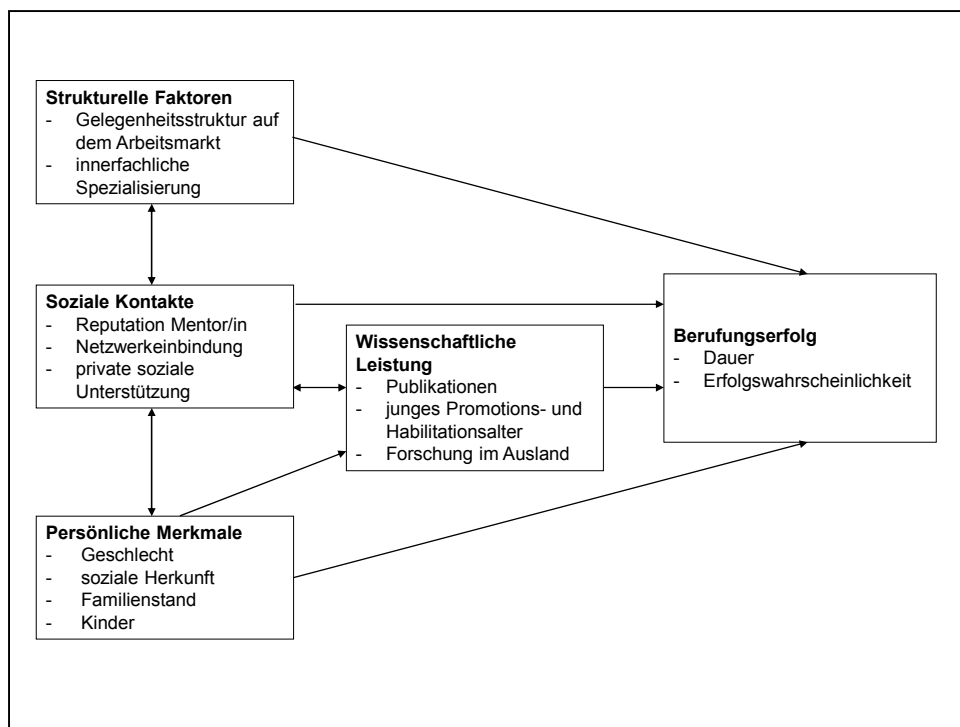 Strukturelle Faktoren
- Gelegenheitsstruktur auf
dem Arbeitsmarkt
- innerfachliche
Spezialisierung
Soziale Kontakte
- Reputation Mentor/in
- Netzwerkeinbindung
- private soziale
Unterstützung
Wissenschaftliche
Leistung
- Publikationen
- junges Promotions- und
Habilitationsalter
- Forschung im Ausland
Berufungserfolg
- Dauer
- Erfolgswahrscheinlichkeit
Persönliche Merkmale
- Geschlecht
- soziale Herkunft
- Familienstand
- Kinder